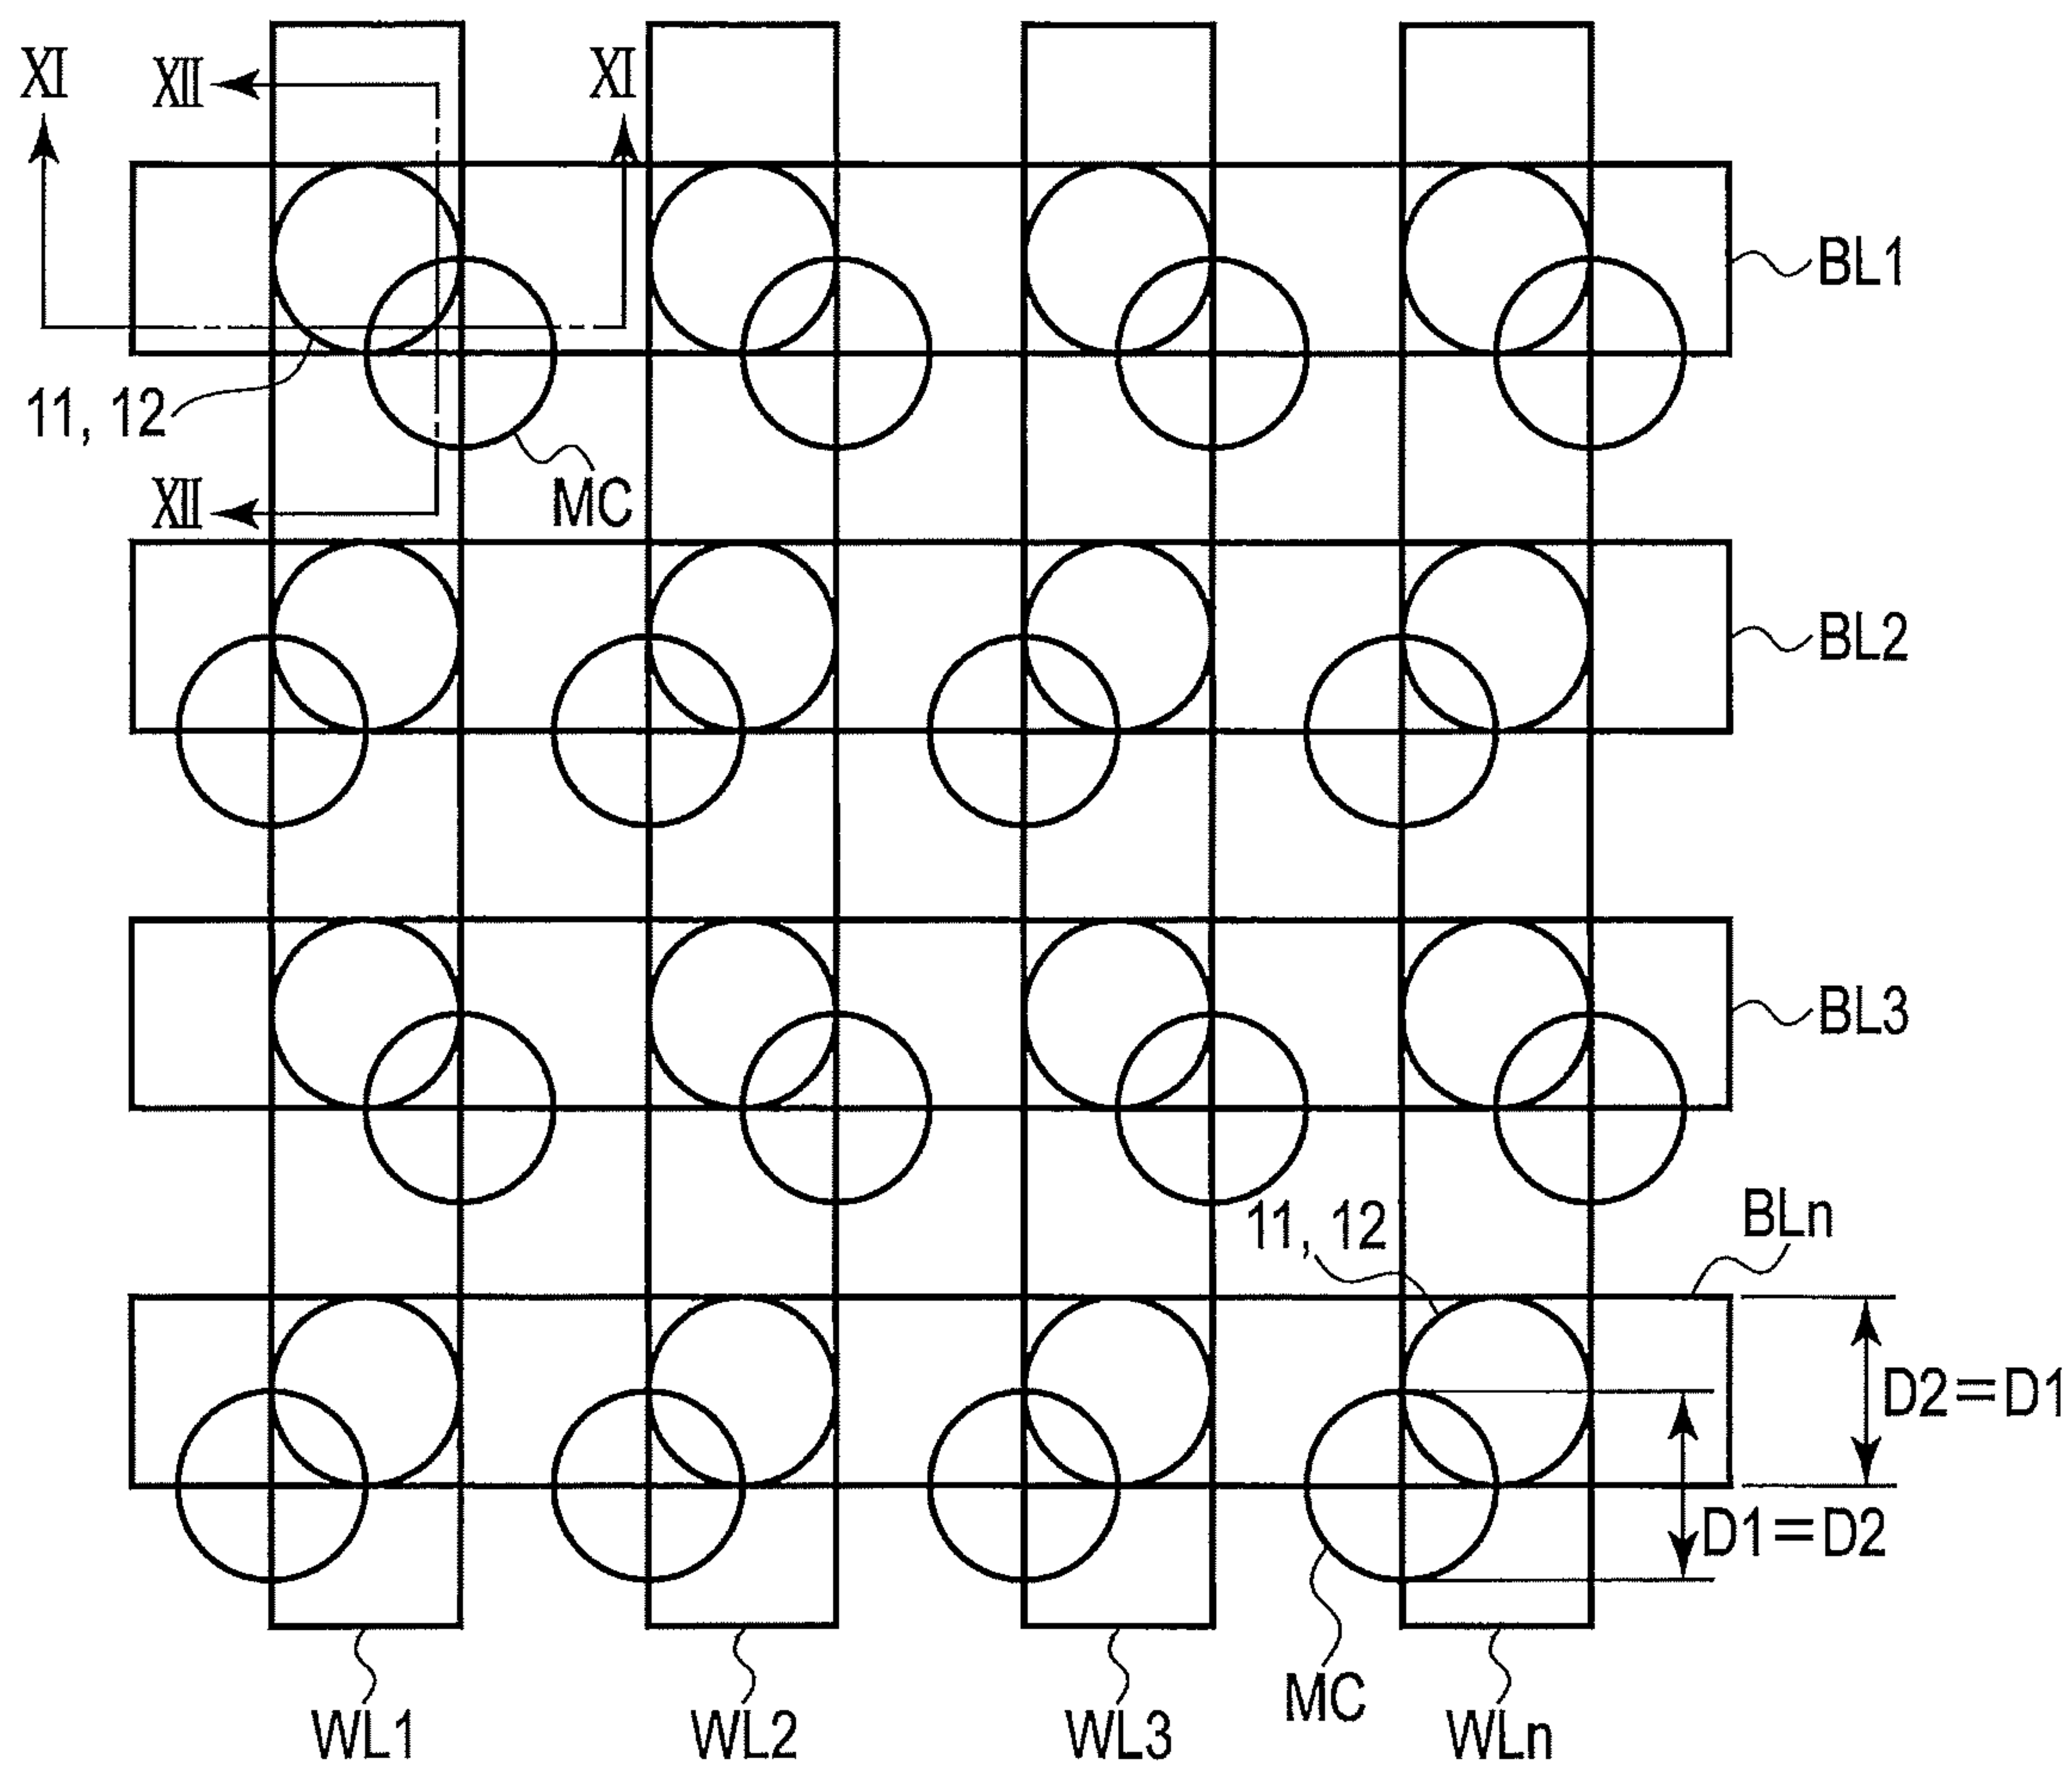 XI
XII
XI
BL1
11, 12
MC
XII
BL2
BL3
11, 12
BLn
D2=D1
D1=D2
MC
WL1
WL2
WL3
WLn